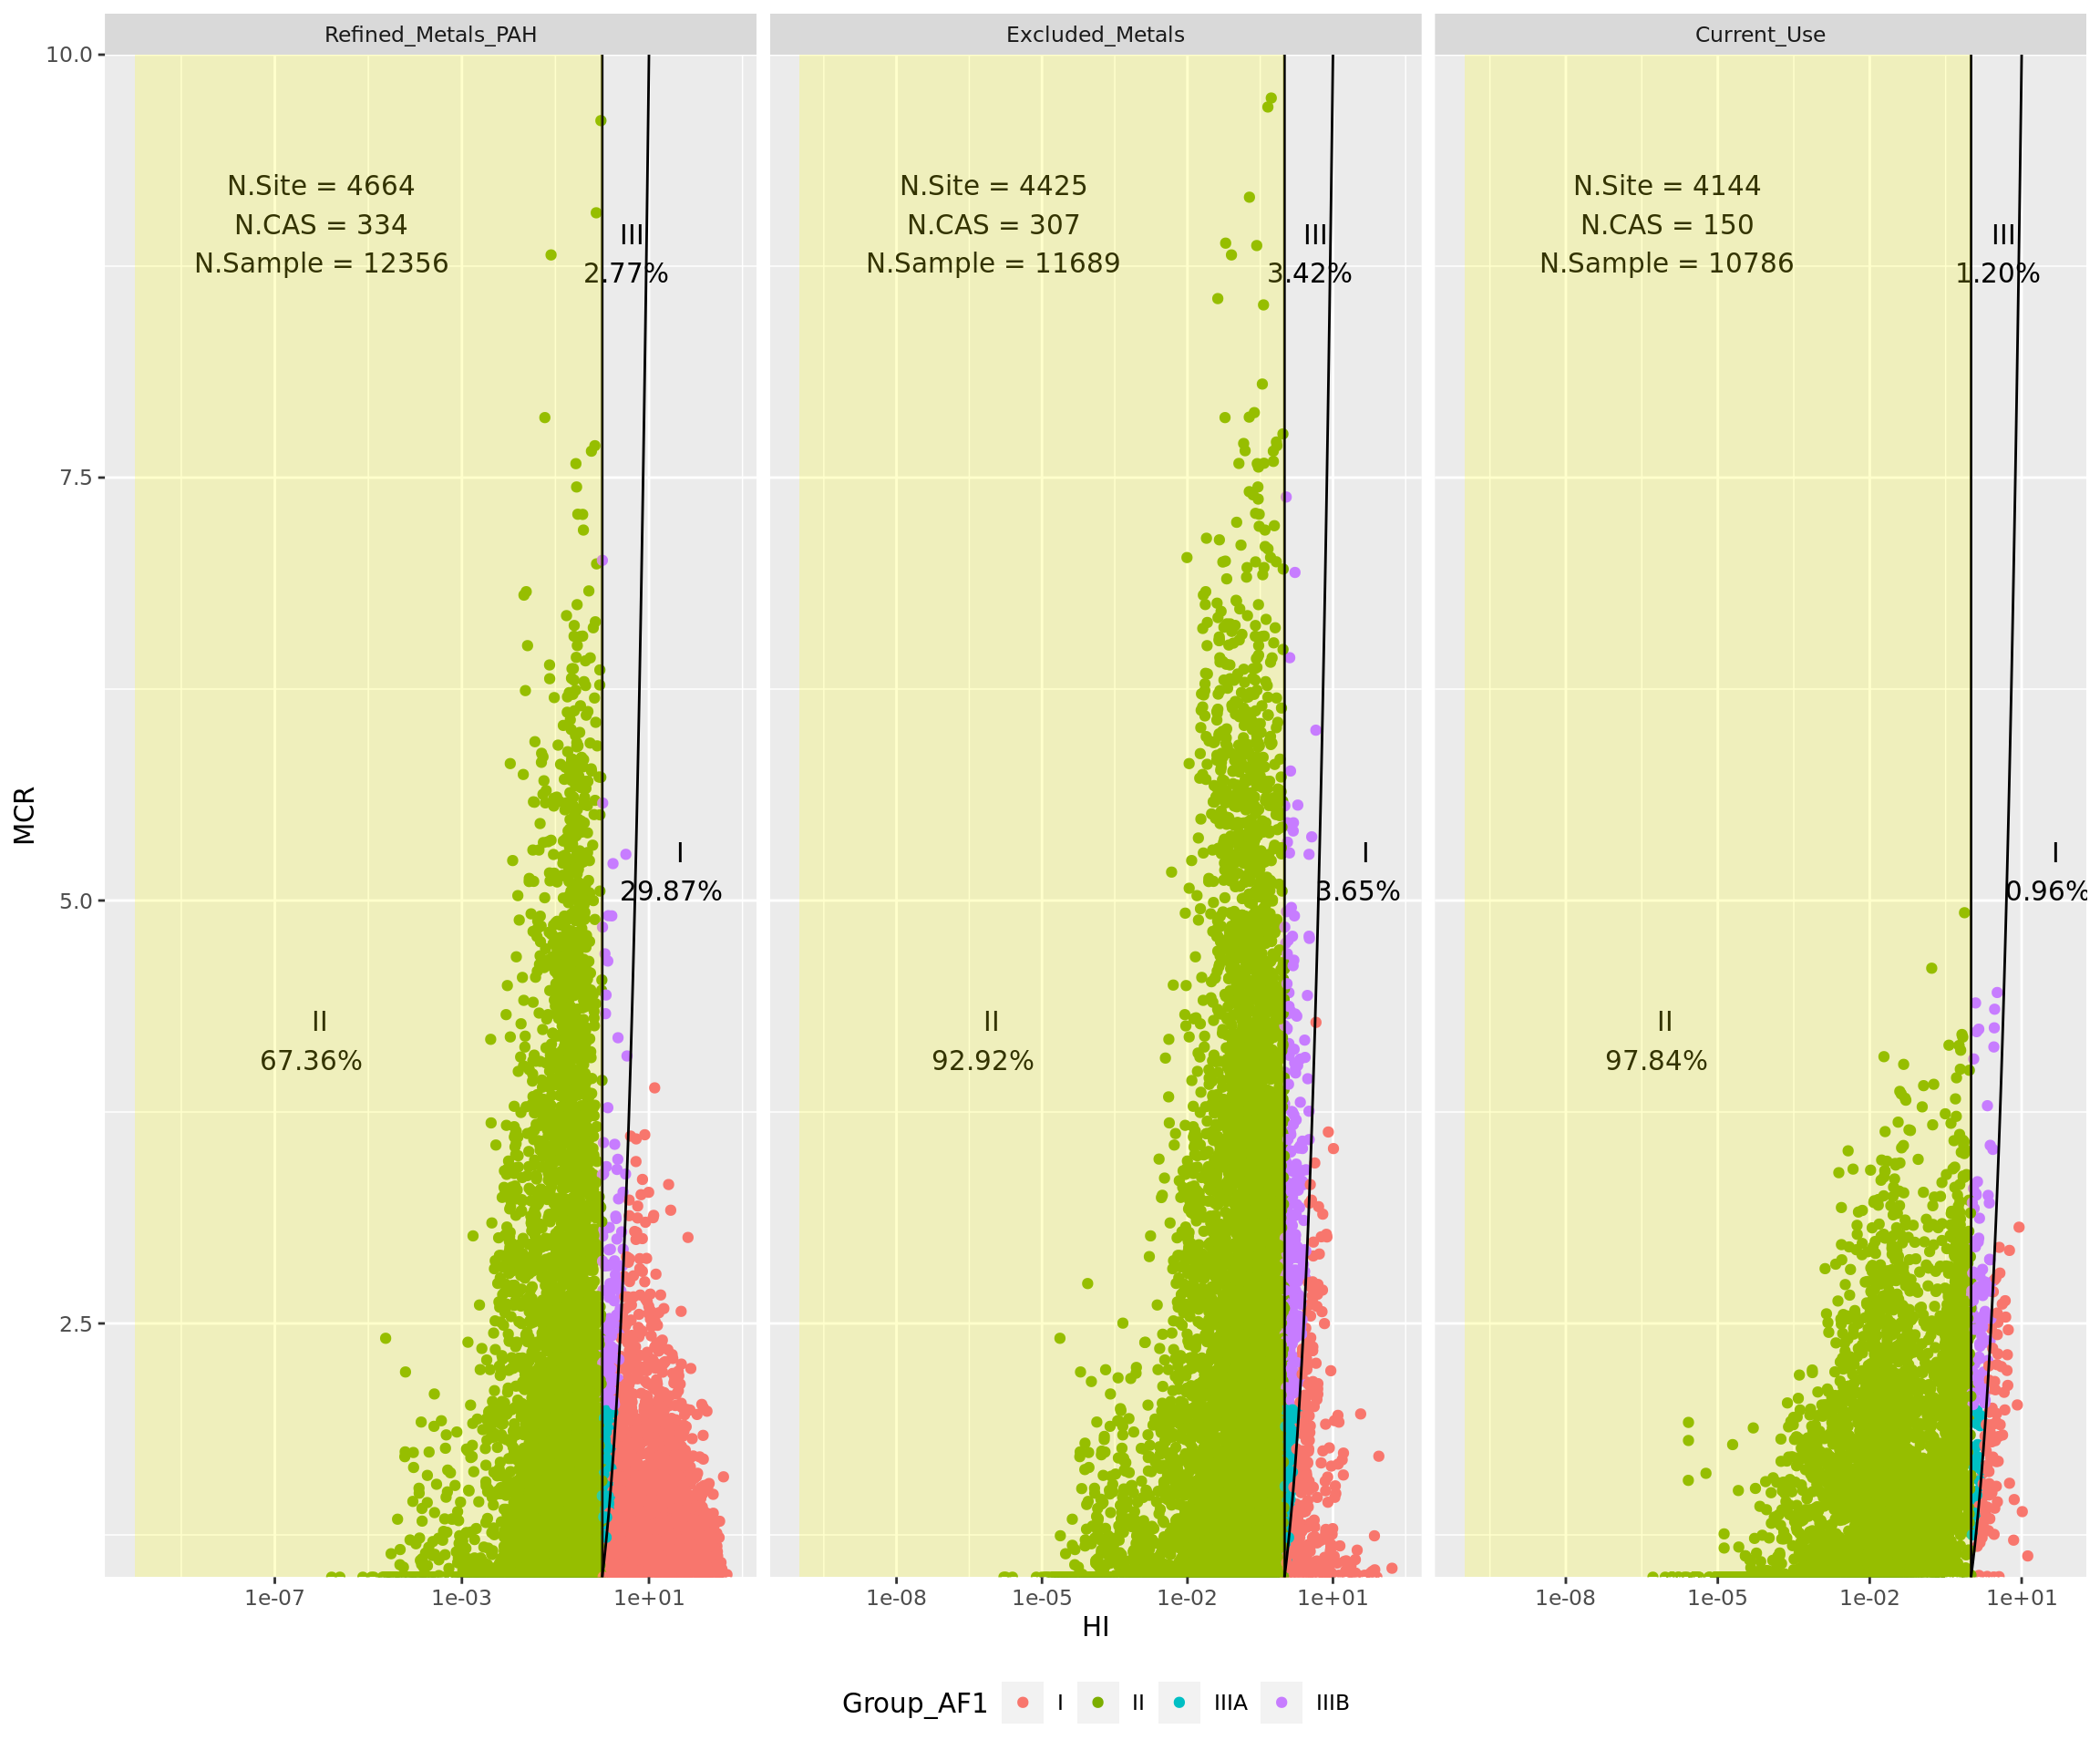 Refined_Metals_PAH
Excluded_Metals
Current_Use
10.0
7.5
5.0
2.5
MCR
N.Site = 4664
N.CAS = 334
N.Sample = 12356
III
2.77%
I
29.87%
II
67.36%
N.Site = 4425
N.CAS = 307
N.Sample = 11689
III
3.42%
I
3.65%
II
92.92%
N.Site = 4144
N.CAS = 150
N.Sample = 10786
III
1.20%
I
0.96%
II
97.84%
1e-07 1e-03 1e+01
1e-08 1e-05 1e-02 1e+01
1e-08 1e-05 1e-02 1e+01
HI
Group_AF1 I II IIIA IIIB